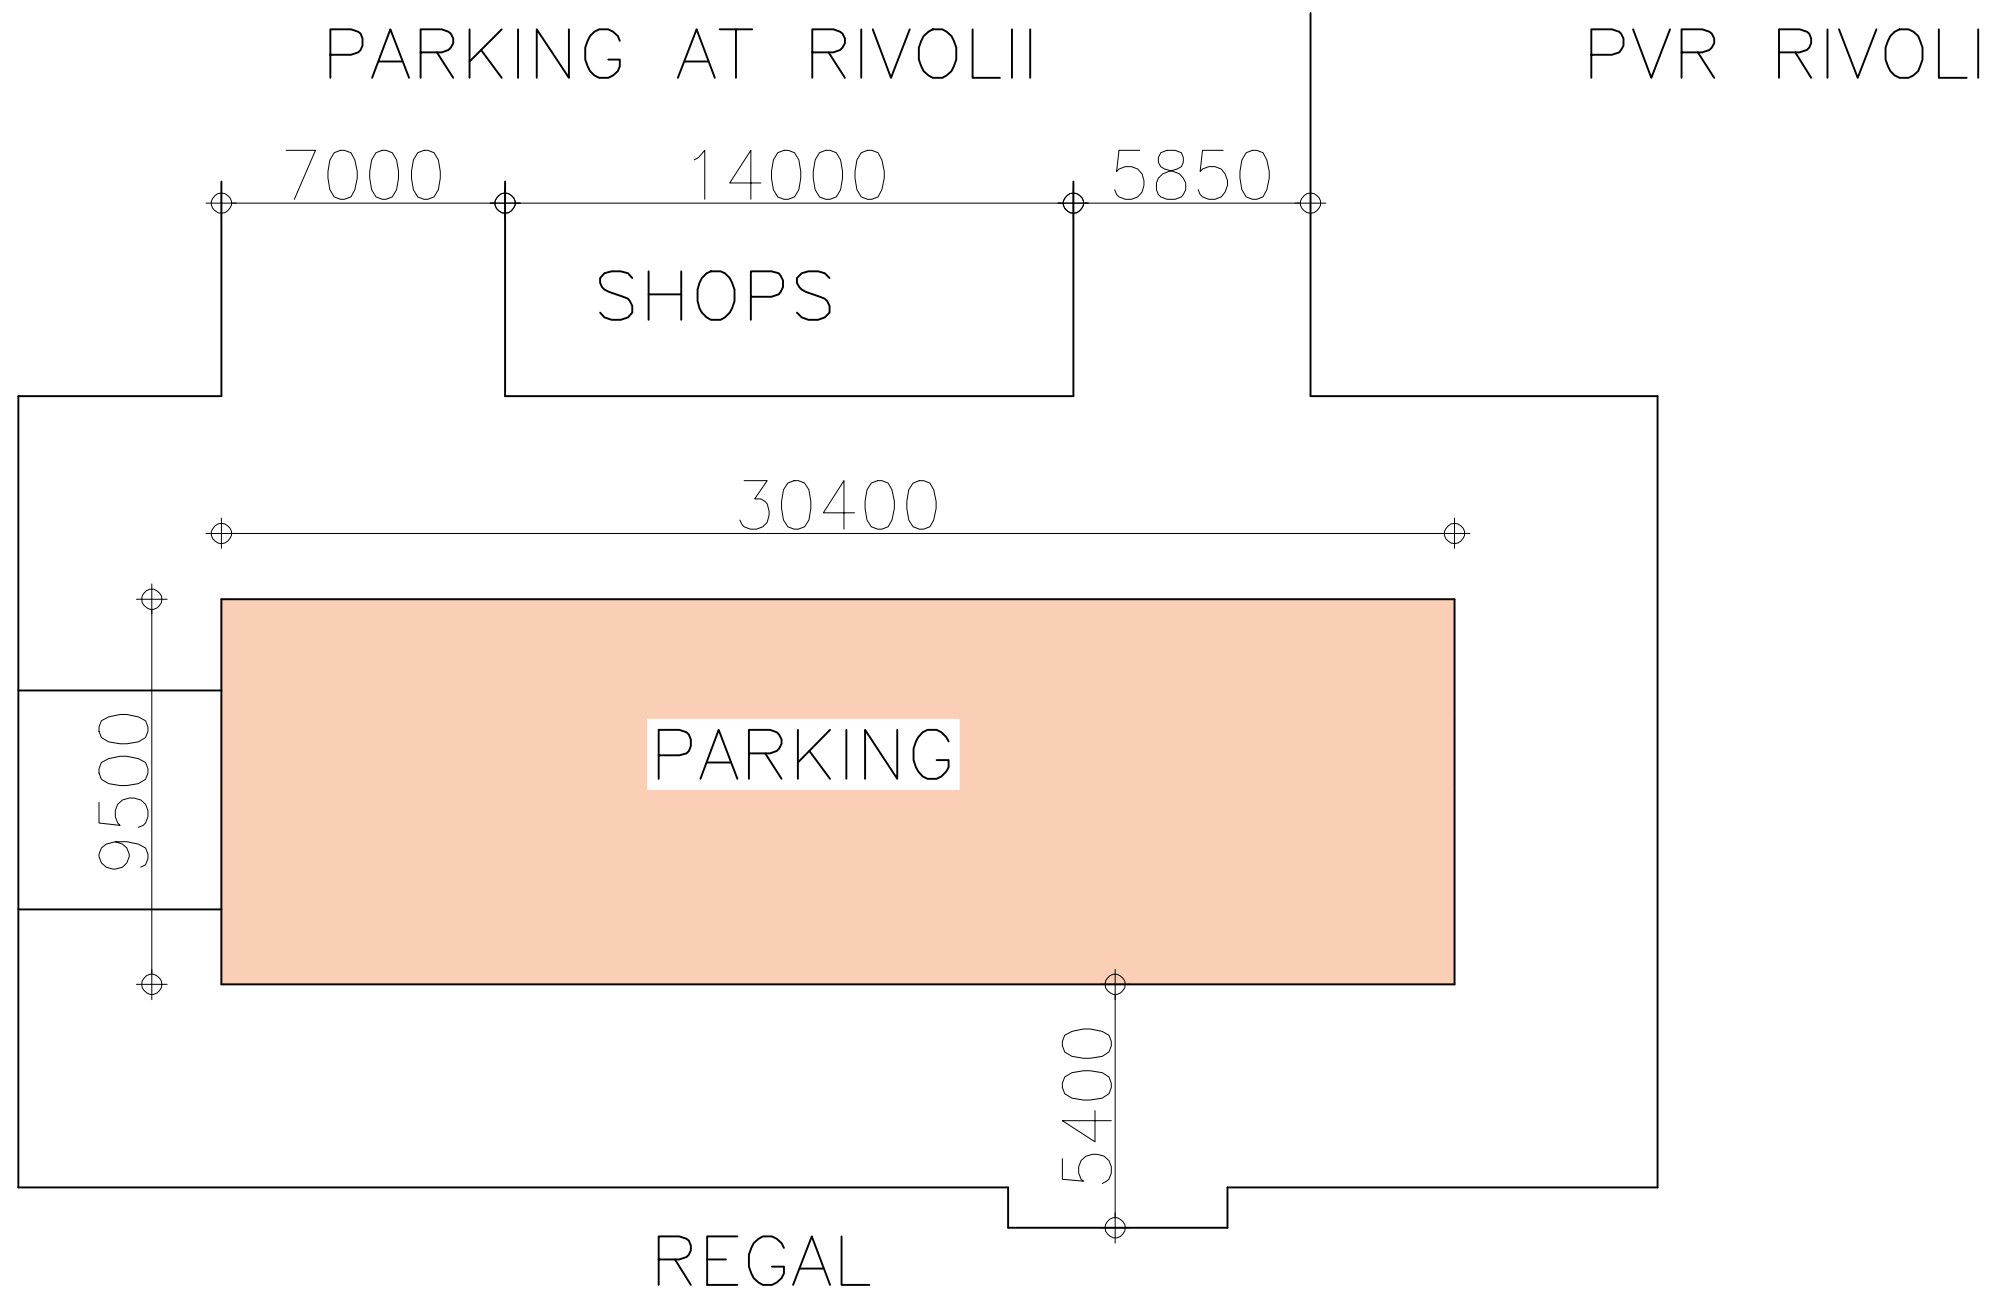 PARKING AT RIVOLII
PVR RIVOLI
7000
14000
5850
SHOPS
30400
9500
PARKING
5400
REGAL